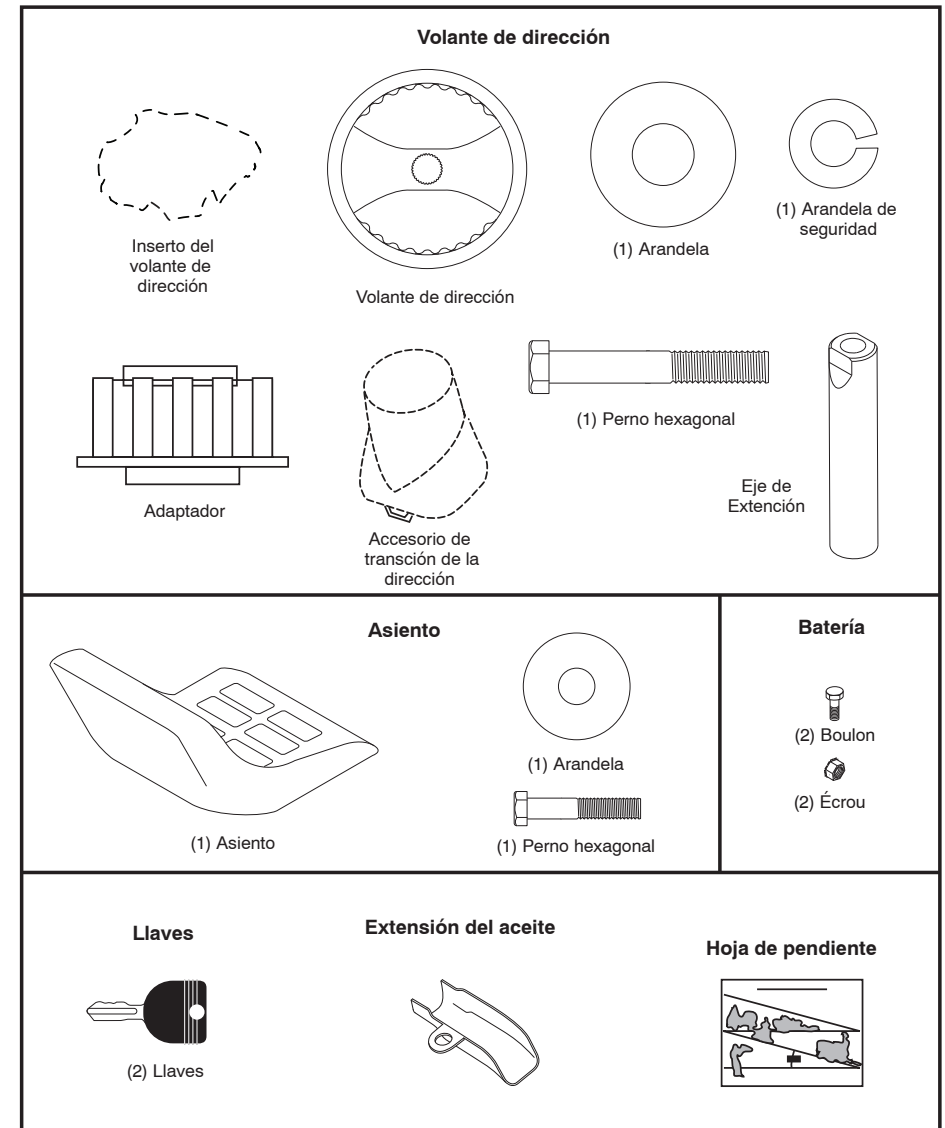 Volante de dirección
Inserto del
volante de
dirección
Volante de dirección
(1) Arandela
(1) Arandela de
seguridad
Adaptador
Accesorio de
transción de la
dirección
(1) Perno hexagonal
Eje de
Extención
Asiento
(1) Asiento
(1) Arandela
(1) Perno hexagonal
Batería
(2) Boulon
(2) Écrou
Llaves
(2) Llaves
Extensión del aceite
Hoja de pendiente